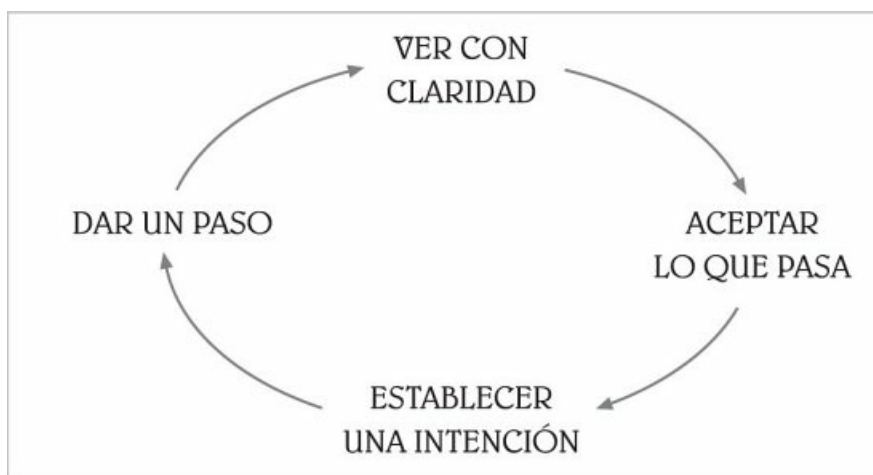 VER CON
CLARIDAD
DAR UN PASO
ACEPTAR
LO QUE PASA
ESTABLECER
UNA INTENCIÓN